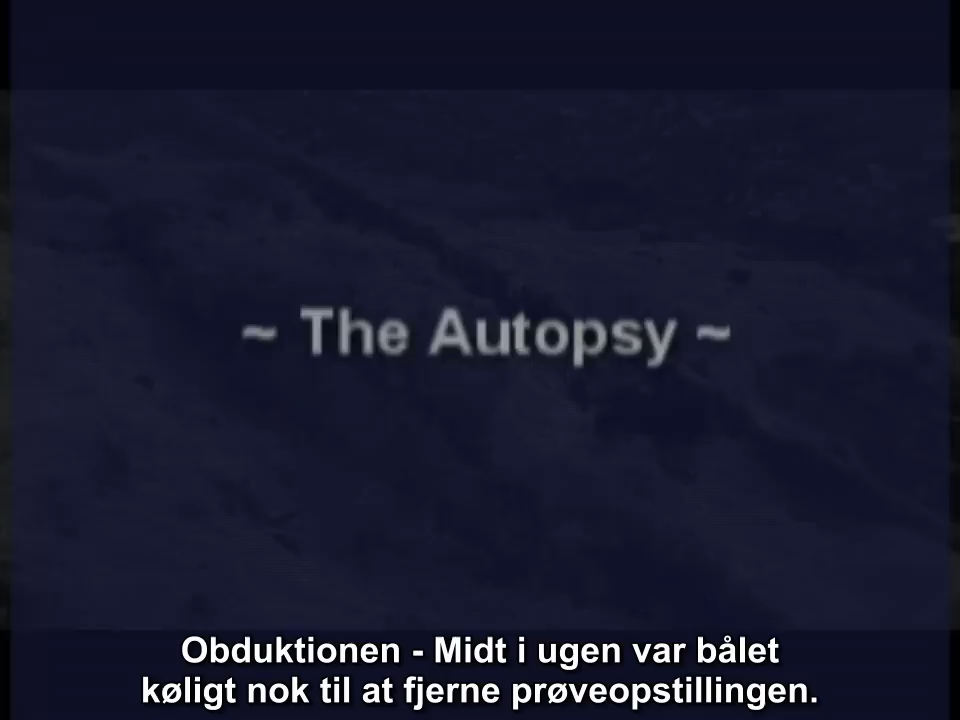 ~ The Autopsy ~
Obduktionen - Midt i ugen var bålet
køligt nok til at fjerne prøveopstillingen.